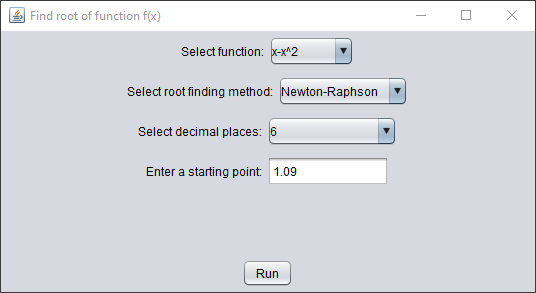 Find root of function f(x)
Select function: x-x^2
Select root finding method: Newton-Raphson
Select decimal places: 6
Enter a starting point: 1.09
Run